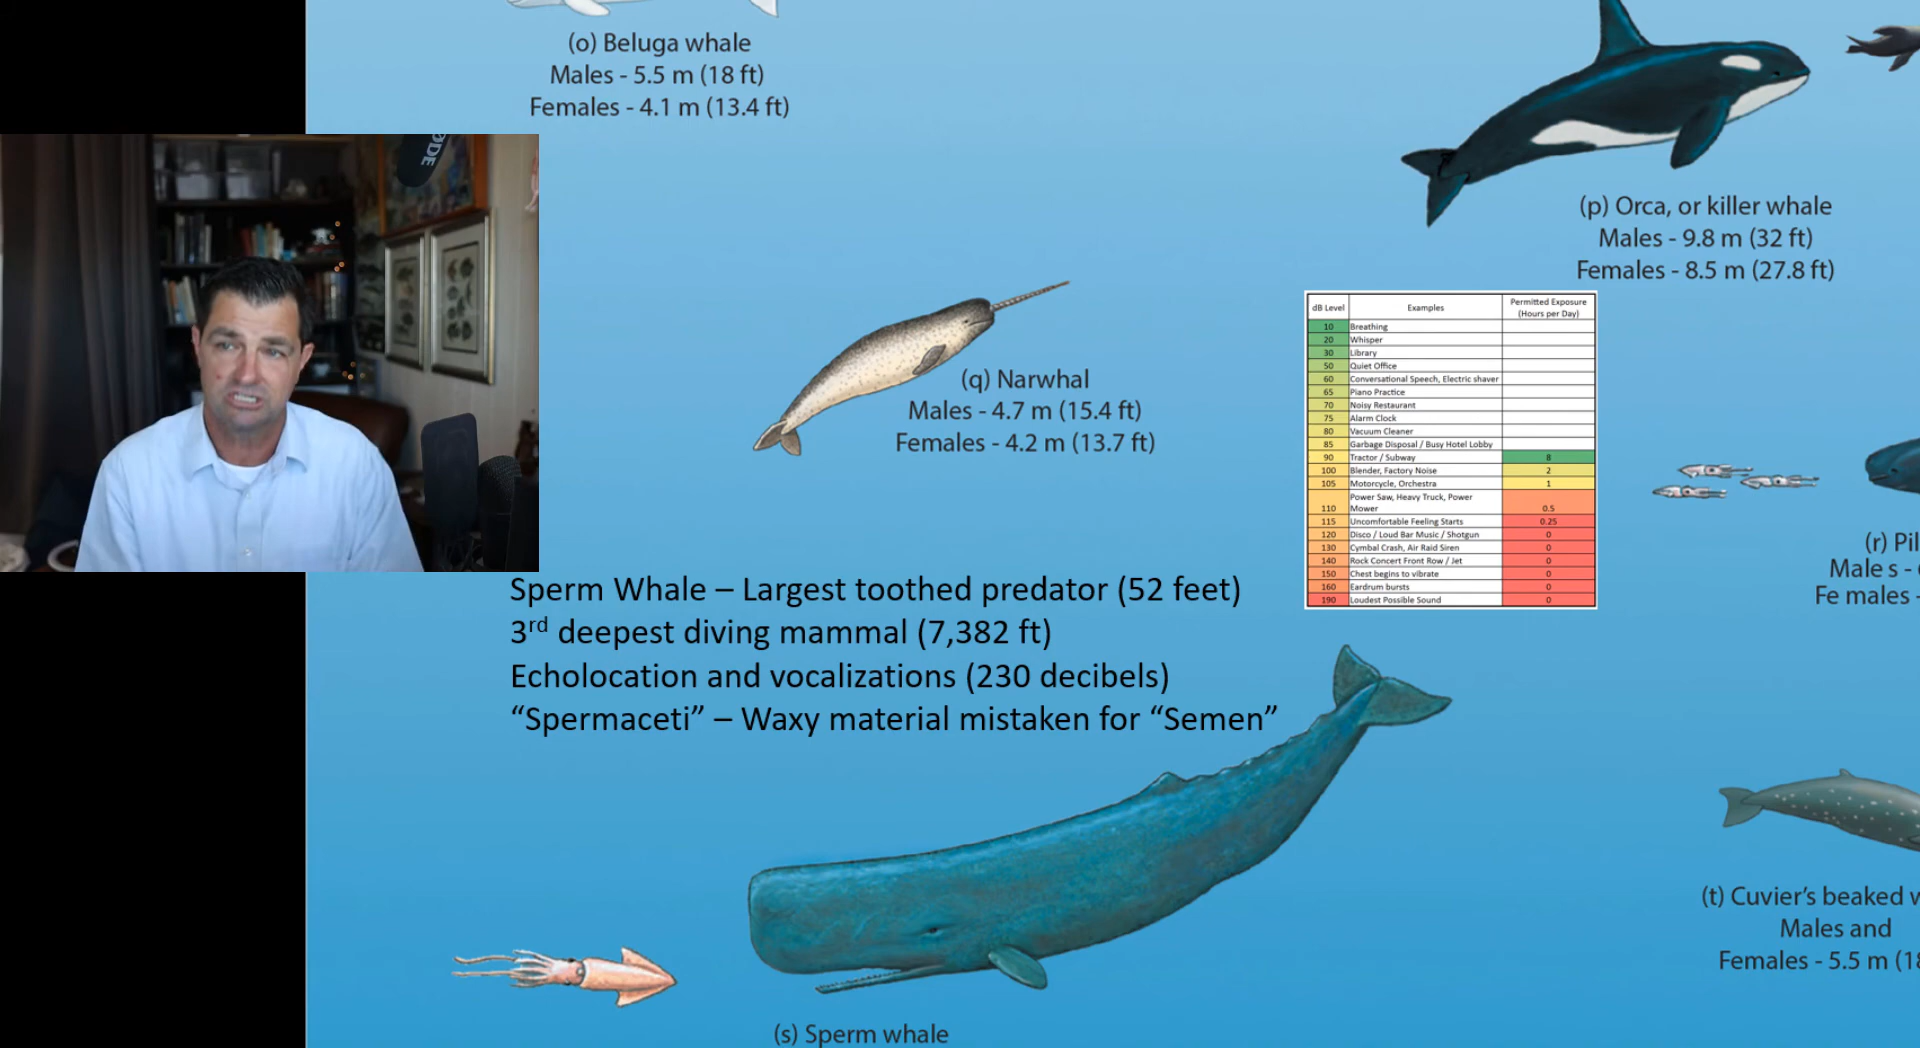 (o) Beluga whale
Males - 5.5 m (18 ft)
Females - 4.1 m (13.4 ft)
(p) Orca, or killer whale
Males - 9.8 m (32 ft)
Females - 8.5 m (27.8 ft)
(q) Narwhal
Males - 4.7 m (15.4 ft)
Females - 4.2 m (13.7 ft)
dB Level Examples Permitted Exposure (Hours per Day)
10 Breathing
20 Whisper
30 Library
50 Quiet Office
60 Conversational Speech, Electric shaver
65 Piano Practice
70 Noisy Restaurant
75 Alarm Clock
80 Vacuum Cleaner
85 Garbage Disposal / Busy Hotel Lobby
90 Tractor / Subway 8
100 Blender, Factory Noise 2
105 Motorcycle, Orchestra 1
Power Saw, Heavy Truck, Power
110 Mower 0.5
115 Uncomfortable Feeling Starts 0.25
120 Disco / Loud Bar Music / Shotgun 0
130 Cymbal Crash, Air Raid Siren 0
140 Rock Concert Front Row / Jet 0
150 Chest begins to vibrate 0
160 Eardrum bursts 0
190 Loudest Possible Sound 0
(r) Pil
Male s -
Fe males -
Sperm Whale – Largest toothed predator (52 feet)
3rd deepest diving mammal (7,382 ft)
Echolocation and vocalizations (230 decibels)
“Spermaceti” – Waxy material mistaken for “Semen”
(t) Cuvier's beaked
Males and
Females - 5.5 m (18
(s) Sperm whale